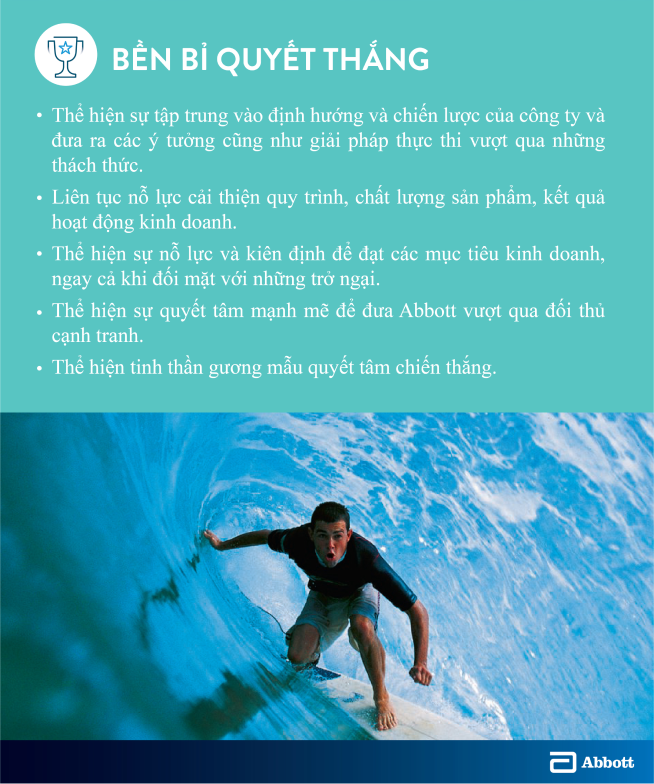 BỀN BỈ QUYẾT THẮNG
• Thể hiện sự tập trung vào định hướng và chiến lược của công ty và
đưa ra các ý tưởng cũng như giải pháp thực thi vượt qua những
thách thức.
• Liên tục nỗ lực cải thiện quy trình, chất lượng sản phẩm, kết quả
hoạt động kinh doanh.
• Thể hiện sự nỗ lực và kiên định để đạt các mục tiêu kinh doanh,
ngay cả khi đối mặt với những trở ngại.
• Thể hiện sự quyết tâm mạnh mẽ để đưa Abbott vượt qua đối thủ
cạnh tranh.
• Thể hiện tinh thần gương mẫu quyết tâm chiến thắng.
Abbott